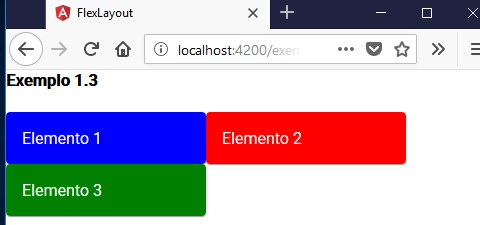 FlexLayout
localhost:4200/exem
Exemplo 1.3
Elemento 1
Elemento 2
Elemento 3